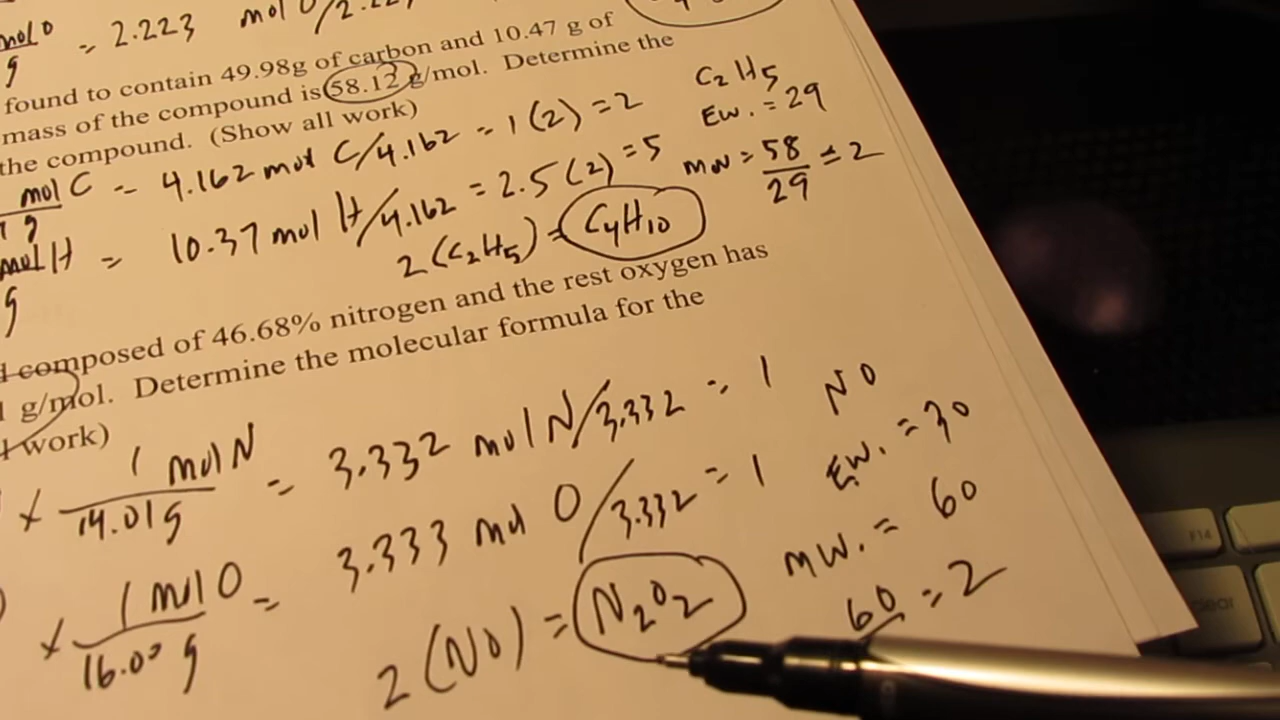 mol O
g
= 2.223 mol O/2.22
found to contain 49.98g of carbon and 10.47 g of
mass of the compound is 58.12 g/mol. Determine the
the compound. (Show all work)
mol C = 4.162 mol C/4.162 = 1 (2) = 2
g
C2H5
EW. = 29
mol H = 10.37 mol H/4.162 = 2.5 (2) = 5
g
MW = 58/29 = 2
2 (C2H5) = C4H10
composed of 46.68% nitrogen and the rest oxygen has
g/mol. Determine the molecular formula for the
work)
x 1 mol N / 14.01 g = 3.332 mol N/3.332 = 1
NO
EW. = 30
x 1 mol O / 16.00 g = 3.333 mol O/3.332 = 1
MW. = 60
60 = 2
2 (NO) = N2O2
F14
clear